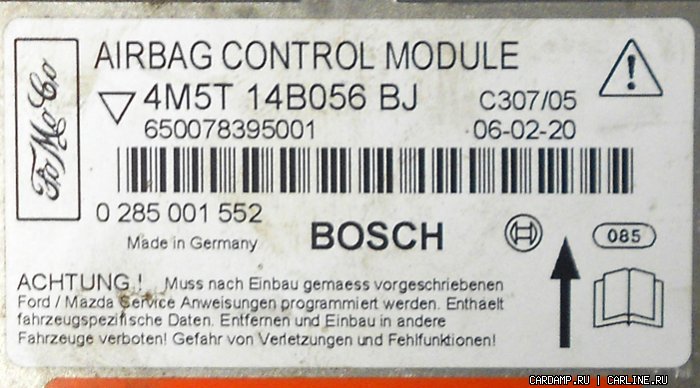 FoMoCo
AIRBAG CONTROL MODULE
4M5T 14B056 BJ C307/05
650078395001 06-02-20
0 285 001 552
Made in Germany BOSCH 085
ACHTUNG ! Muss nach Einbau gemaess vorgeschriebenen
Ford / Mazda Service Anweisungen programmiert werden. Enthaelt
fahrzeugspezifische Daten. Entfernen und Einbau in andere
Fahrzeuge verboten! Gefahr von Verletzungen und Fehlfunktionen!
CARDAMP.RU | CARLINE.RU